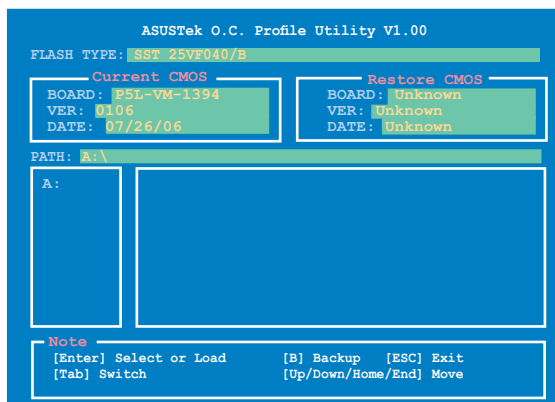 ASUSTek O.C. Profile Utility V1.00
FLASH TYPE: SST 25VF040/B
Current CMOS
BOARD: P5L-VM-1394
VER: 0106
DATE: 07/26/06
Restore CMOS
BOARD: Unknown
VER: Unknown
DATE: Unknown
PATH: A:\
A:
Note
[Enter] Select or Load [B] Backup [ESC] Exit
[Tab] Switch [Up/Down/Home/End] Move